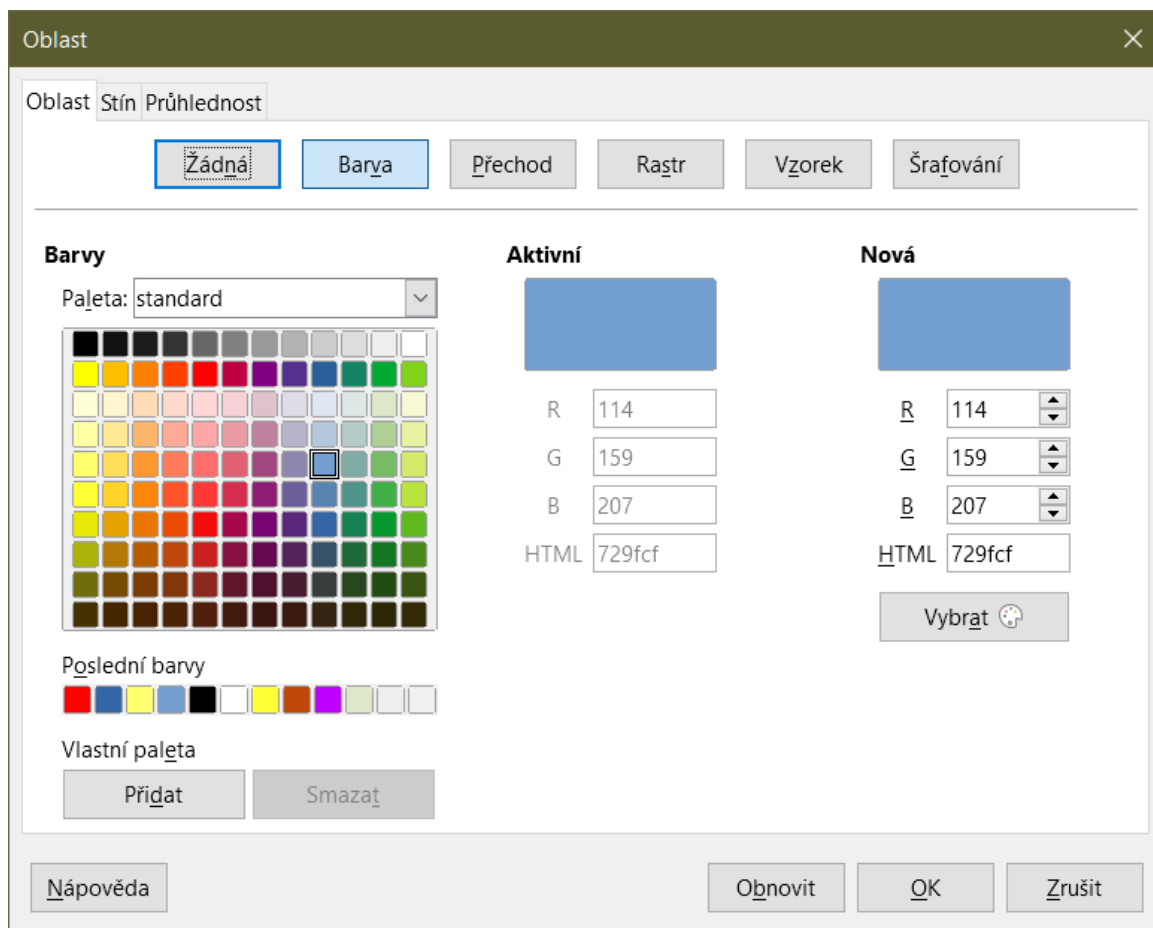 Oblast
Oblast Stín Průhlednost
Žádná Barva Přechod Rastr Vzorek Šrafování
Barvy Aktivní Nová
Paleta: standard
R 114 R 114
G 159 G 159
B 207 B 207
HTML 729fcf HTML 729fcf
Vybrat
Poslední barvy
Vlastní paleta
Přidat Smazat
Nápověda Obnovit OK Zrušit